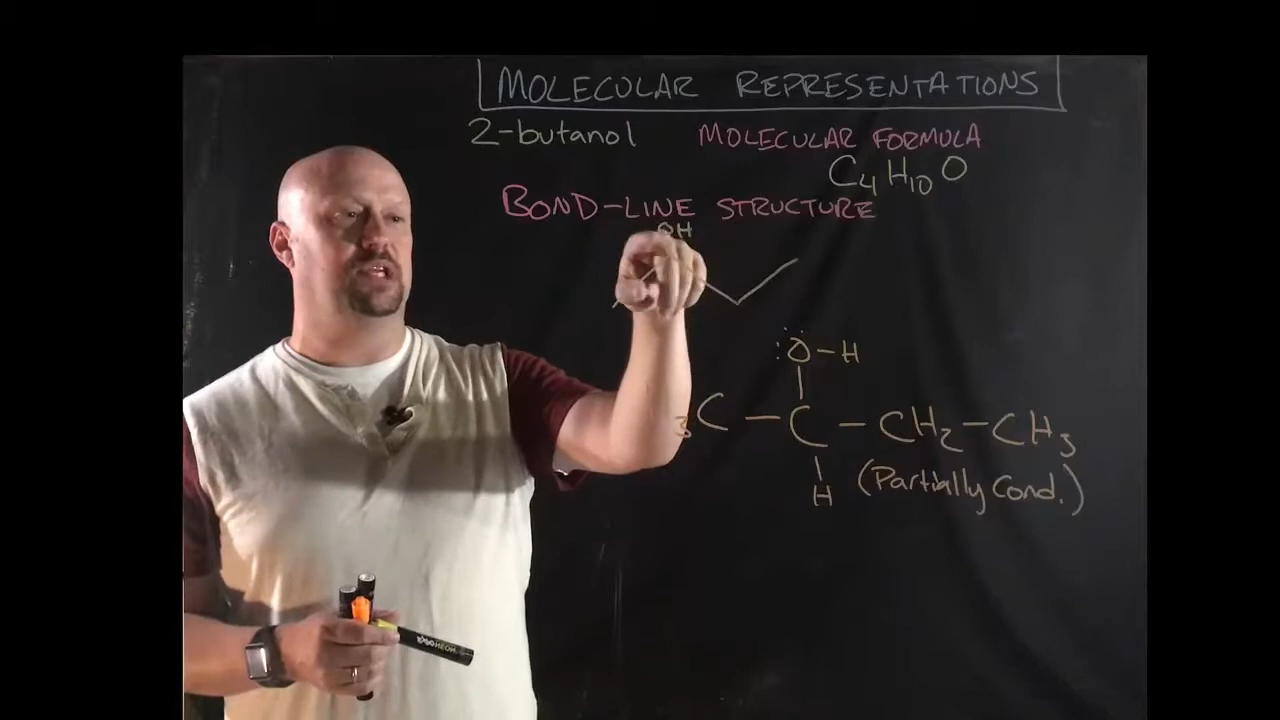 MOLECULAR REPRESENTATIONS
2-butanol MOLECULAR FORMULA
C₄H₁₀O
BOND-LINE STRUCTURE
OH
:Ö-H
₃C-C-CH₂-CH₃
H
(Partially Cond.)